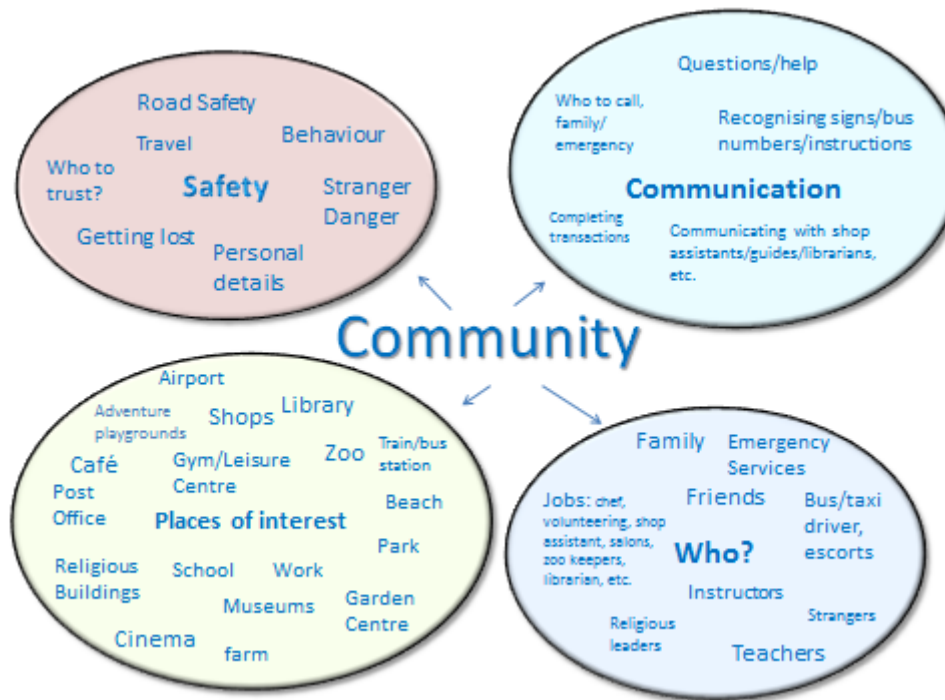 Road Safety
Travel
Behaviour
Who to
trust?
Safety
Stranger
Danger
Getting lost
Personal
details
Questions/help
Who to call,
family/
emergency
Recognising signs/bus
numbers/instructions
Communication
Completing
transactions
Communicating with shop
assistants/guides/librarians,
etc.
Community
Airport
Adventure
playgrounds
Shops
Library
Café
Gym/Leisure
Centre
Zoo
Train/bus
station
Post
Office
Places of interest
Beach
Park
Religious
Buildings
School
Work
Museums
Garden
Centre
Cinema
farm
Family
Emergency
Services
Jobs: chef,
volunteering, shop
assistant, salons,
zoo keepers,
librarian, etc.
Friends
Bus/taxi
driver,
escorts
Who?
Instructors
Strangers
Religious
leaders
Teachers